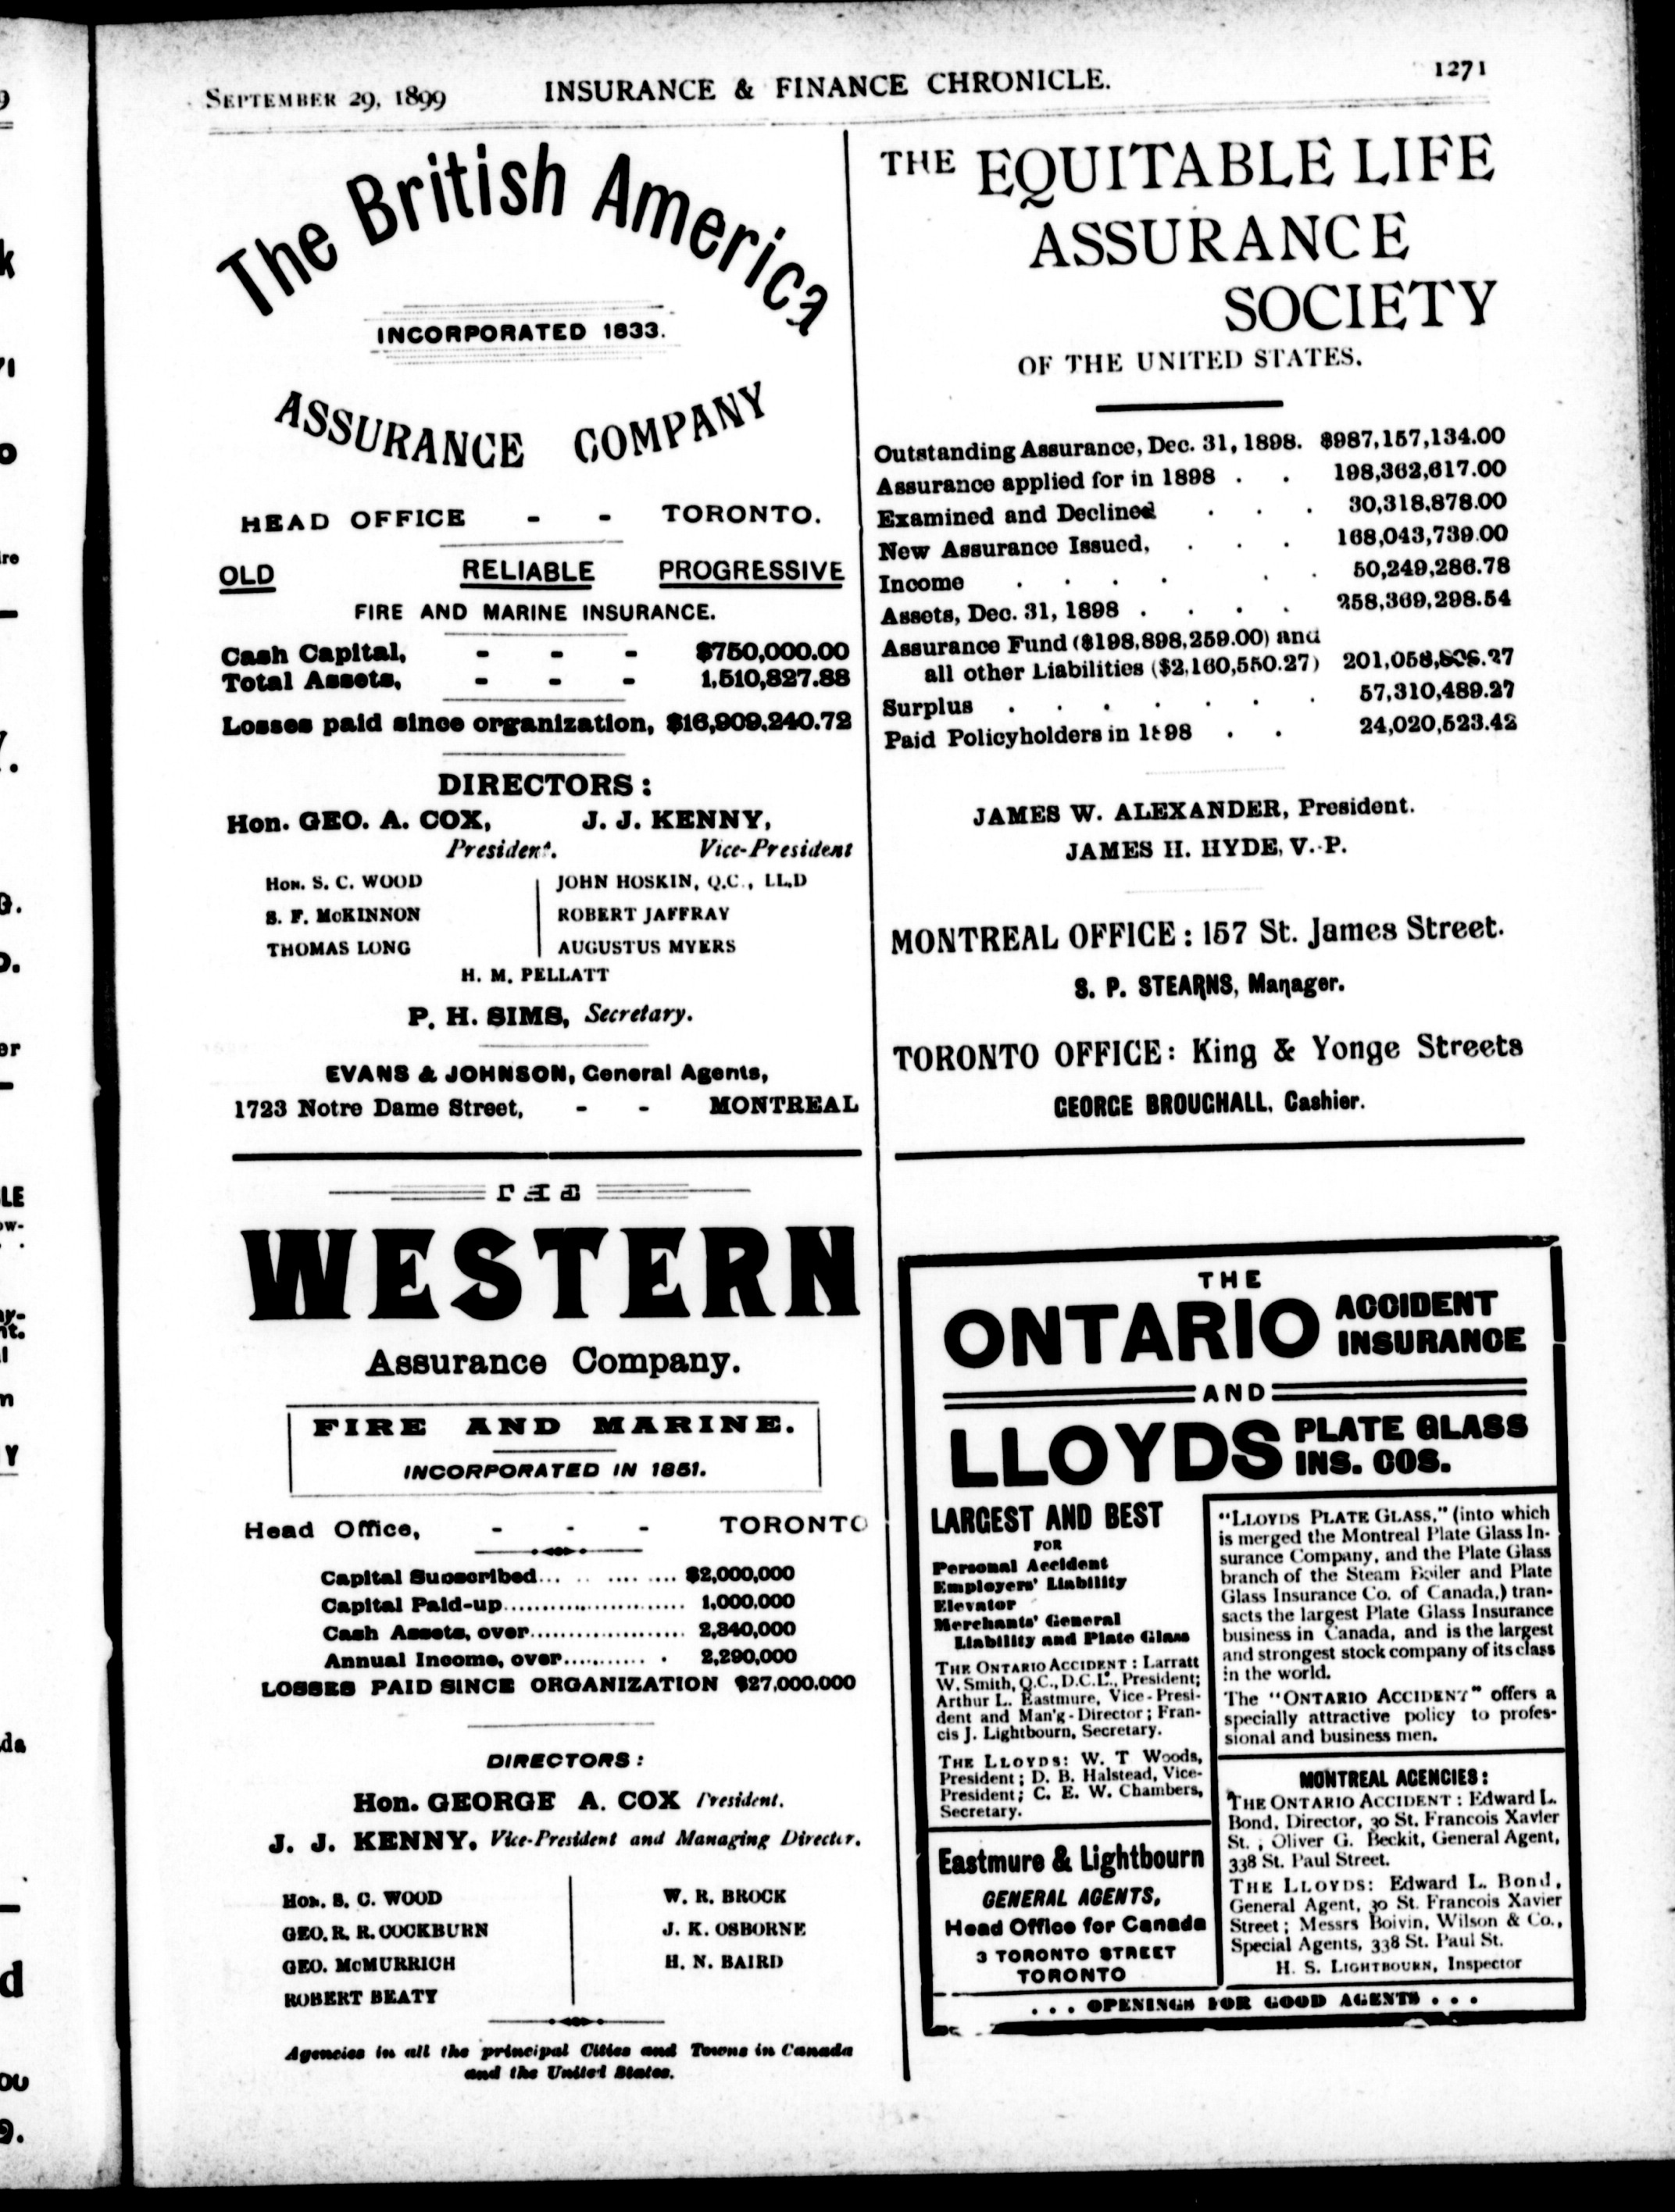 SEPTEMBER 29, 1899
INSURANCE & FINANCE CHRONICLE.
1271
The British America
INCORPORATED 1833.
ASSURANCE COMPANY
HEAD OFFICE - - TORONTO.
OLD RELIABLE PROGRESSIVE
FIRE AND MARINE INSURANCE.
Cash Capital, - - - $750,000.00
Total Assets, - - - 1,510,827.88
Losses paid since organization, $16,909,240.72
DIRECTORS:
Hon. GEO. A. COX, J. J. KENNY,
President. Vice-President
HON. S. C. WOOD JOHN HOSKIN, Q.C., LL.D
S. F. McKINNON ROBERT JAFFRAY
THOMAS LONG AUGUSTUS MYERS
H. M. PELLATT
P. H. SIMS, Secretary.
EVANS & JOHNSON, General Agents,
1723 Notre Dame Street, - - MONTREAL
THE
WESTERN
Assurance Company.
FIRE AND MARINE.
INCORPORATED IN 1851.
Head Office, - - - TORONTO
Capital Subscribed... .. .... .... $2,000,000
Capital Paid-up........................ 1,000,000
Cash Assets, over.................... 2,340,000
Annual Income, over........... . 2,290,000
LOSSES PAID SINCE ORGANIZATION $27,000,000
DIRECTORS:
Hon. GEORGE A. COX President.
J. J. KENNY, Vice-President and Managing Director.
HON. S. C. WOOD W. R. BROCK
GEO. R. R. COCKBURN J. K. OSBORNE
GEO. McMURRICH H. N. BAIRD
ROBERT BEATY
Agencies in all the principal Cities and Towns in Canada
and the United States.
THE EQUITABLE LIFE
ASSURANCE
SOCIETY
OF THE UNITED STATES.
Outstanding Assurance, Dec. 31, 1898. $987,157,134.00
Assurance applied for in 1898 . . 198,362,617.00
Examined and Declined . . . 30,318,878.00
New Assurance Issued, . . . 168,043,739.00
Income . . . . . . 50,249,286.78
Assets, Dec. 31, 1898 . . . . 258,369,298.54
Assurance Fund ($198,898,259.00) and
all other Liabilities ($2,160,550.27) 201,058,809.27
Surplus . . . . . . . 57,310,489.27
Paid Policyholders in 1898 . . 24,020,523.42
JAMES W. ALEXANDER, President.
JAMES H. HYDE, V.-P.
MONTREAL OFFICE: 157 St. James Street.
S. P. STEARNS, Manager.
TORONTO OFFICE: King & Yonge Streets
GEORGE BROUGHALL, Cashier.
THE
ONTARIO ACCIDENT
INSURANCE
AND
LLOYDS PLATE GLASS
INS. COS.
LARGEST AND BEST
FOR
Personal Accident
Employers' Liability
Elevator
Merchants' General
Liability and Plate Glass
THE ONTARIO ACCIDENT: Larratt
W. Smith, Q.C., D.C.L., President;
Arthur L. Eastmure, Vice-Presi-
dent and Man'g-Director; Fran-
cis J. Lightbourn, Secretary.
THE LLOYDS: W. T Woods,
President; D. B. Halstead, Vice-
President; C. E. W. Chambers,
Secretary.
Eastmure & Lightbourn
GENERAL AGENTS,
Head Office for Canada
3 TORONTO STREET
TORONTO
"LLOYDS PLATE GLASS," (into which
is merged the Montreal Plate Glass In-
surance Company, and the Plate Glass
branch of the Steam Boiler and Plate
Glass Insurance Co. of Canada,) tran-
sacts the largest Plate Glass Insurance
business in Canada, and is the largest
and strongest stock company of its class
in the world.
The "ONTARIO ACCIDENT" offers a
specially attractive policy to profes-
sional and business men.
MONTREAL AGENCIES:
THE ONTARIO ACCIDENT: Edward L.
Bond, Director, 30 St. Francois Xavier
St.; Oliver G. Beckit, General Agent,
338 St. Paul Street.
THE LLOYDS: Edward L. Bond,
General Agent, 30 St. Francois Xavier
Street; Messrs Boivin, Wilson & Co.,
Special Agents, 338 St. Paul St.
H. S. LIGHTBOURN, Inspector
. . . OPENINGS FOR GOOD AGENTS . . .